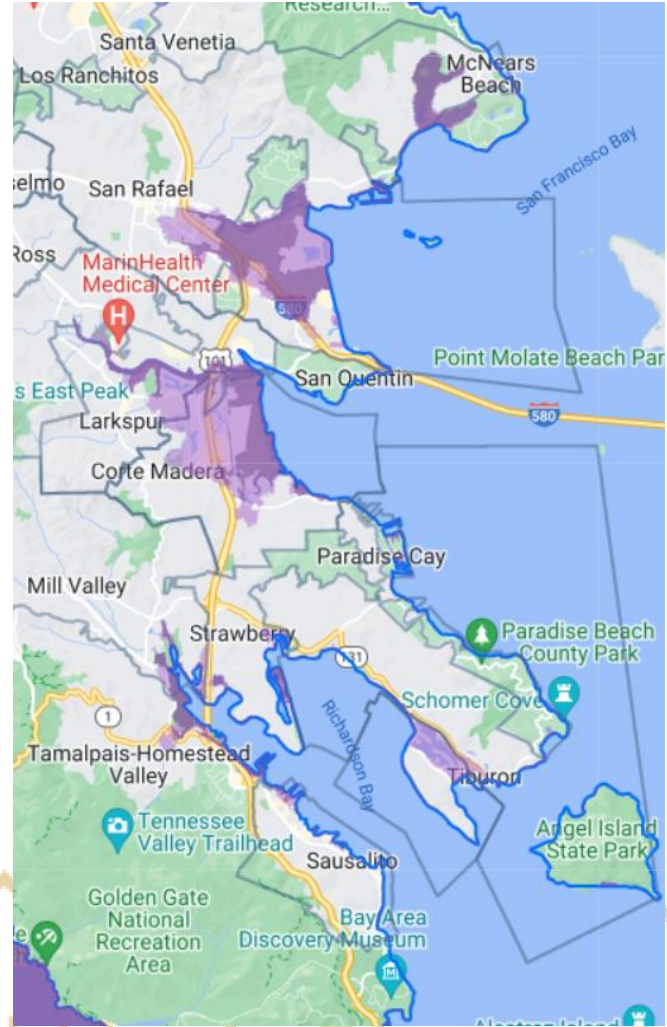 Research...
Santa Venetia
McNears
Beach
Los Ranchitos
San Francisco Bay
selmo
San Rafael
Ross
MarinHealth
Medical Center
H
580
101
Point Molate Beach Par
San Quentin
s East Peak
580
Larkspur
Corte Madera
Paradise Cay
Mill Valley
Strawberry
Paradise Beach
County Park
131
Schomer Cove
1
Richardson Bay
Tamalpais-Homestead
Valley
Tiburon
Tennessee
Valley Trailhead
Angel Island
State Park
Sausalito
Golden Gate
National
Recreation
Area
Bay Area
Discovery Museum
M
Alcatraz Island